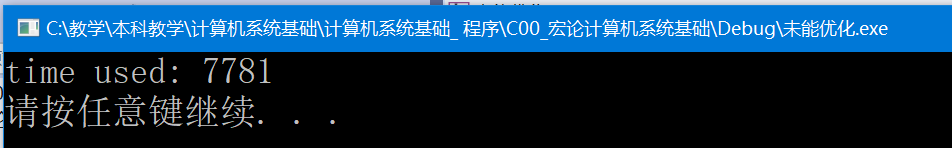 C:\教学\本科教学\计算机系统基础\计算机系统基础_ 程序\C00_宏论计算机系统基础\Debug\未能优化.exe
time used: 7781
请按任意键继续. . .